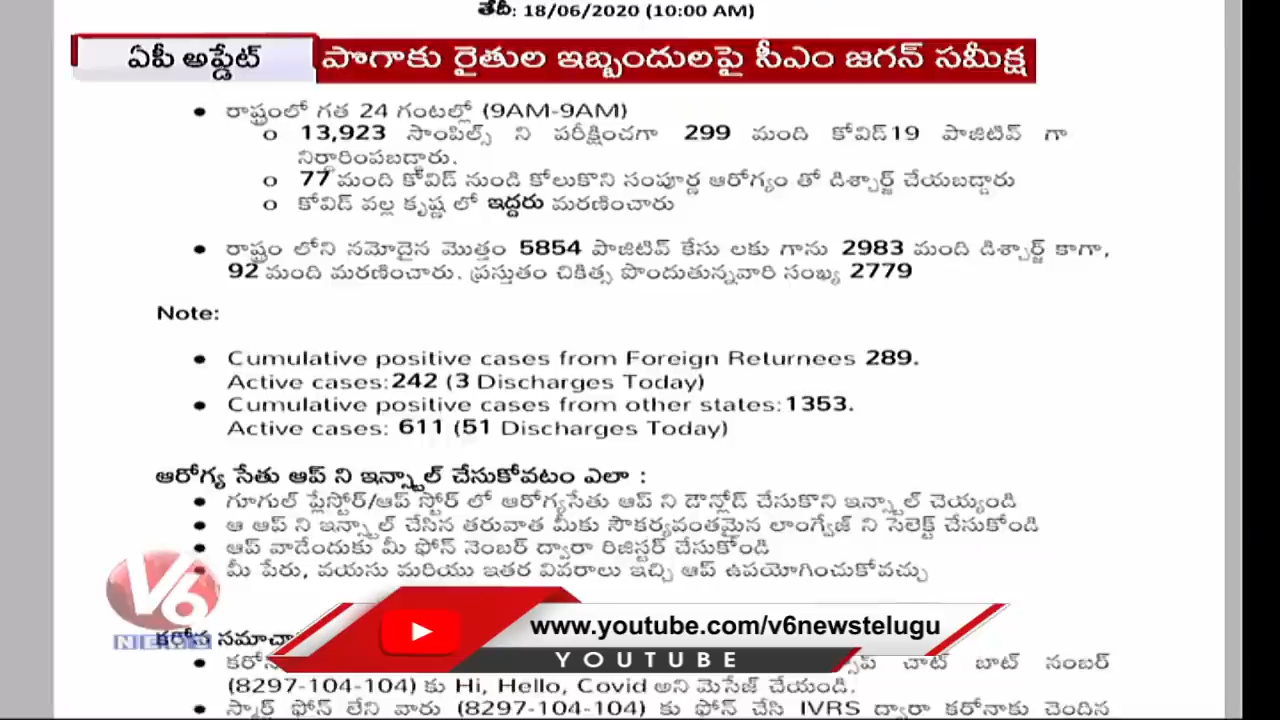 తేదీ: 18/06/2020 (10:00 AM)
ఏపీ అప్డేట్ పొగాకు రైతుల ఇబ్బందులపై సీఎం జగన్ సమీక్ష
• రాష్ట్రంలో గత 24 గంటల్లో (9AM-9AM)
o 13,923 సాంపిల్స్ ని పరీక్షించగా 299 మంది కోవిడ్19 పాజిటివ్ గా
నిర్ధారింపబడ్డారు.
o 77 మంది కోవిడ్ నుండి కోలుకొని సంపూర్ణ ఆరోగ్యం తో డిశ్చార్జ్ చేయబడ్డారు
o కోవిడ్ వల్ల కృష్ణ లో ఇద్దరు మరణించారు
• రాష్ట్రం లోని నమోదైన మొత్తం 5854 పాజిటివ్ కేసు లకు గాను 2983 మంది డిశ్చార్జ్ కాగా,
92 మంది మరణించారు. ప్రస్తుతం చికిత్స పొందుతున్నవారి సంఖ్య 2779
Note:
• Cumulative positive cases from Foreign Returnees 289.
Active cases:242 (3 Discharges Today)
• Cumulative positive cases from other states:1353.
Active cases: 611 (51 Discharges Today)
ఆరోగ్య సేతు ఆప్ ని ఇన్స్టాల్ చేసుకోవటం ఎలా :
• గూగుల్ ప్లేస్టోర్/ఆప్ స్టోర్ లో ఆరోగ్యసేతు ఆప్ ని డౌన్లోడ్ చేసుకొని ఇన్స్టాల్ చెయ్యండి
• ఆ ఆప్ ని ఇన్స్టాల్ చేసిన తరువాత మీకు సౌకర్యవంతమైన లాంగ్వేజ్ ని సెలెక్ట్ చేసుకోండి
• ఆప్ వాడేందుకు మీ ఫోన్ నెంబర్ ద్వారా రిజిస్టర్ చేసుకోండి
• మీ పేరు, వయసు మరియు ఇతర వివరాలు ఇచ్చి ఆప్ ఉపయోగించుకోవచ్చు
V6
NEWS
www.youtube.com/v6newstelugu
YOUTUBE
కరోన సమాచా
• చాట్ బాట్ నంబర్
(8297-104-104) కు Hi, Hello, Covid అని మెసేజ్ చేయండి.
• స్మార్ట్ ఫోన్ లేని వారు (8297-104-104) కు ఫోన్ చేసి IVRS ద్వారా కరోనాకు చెందిన